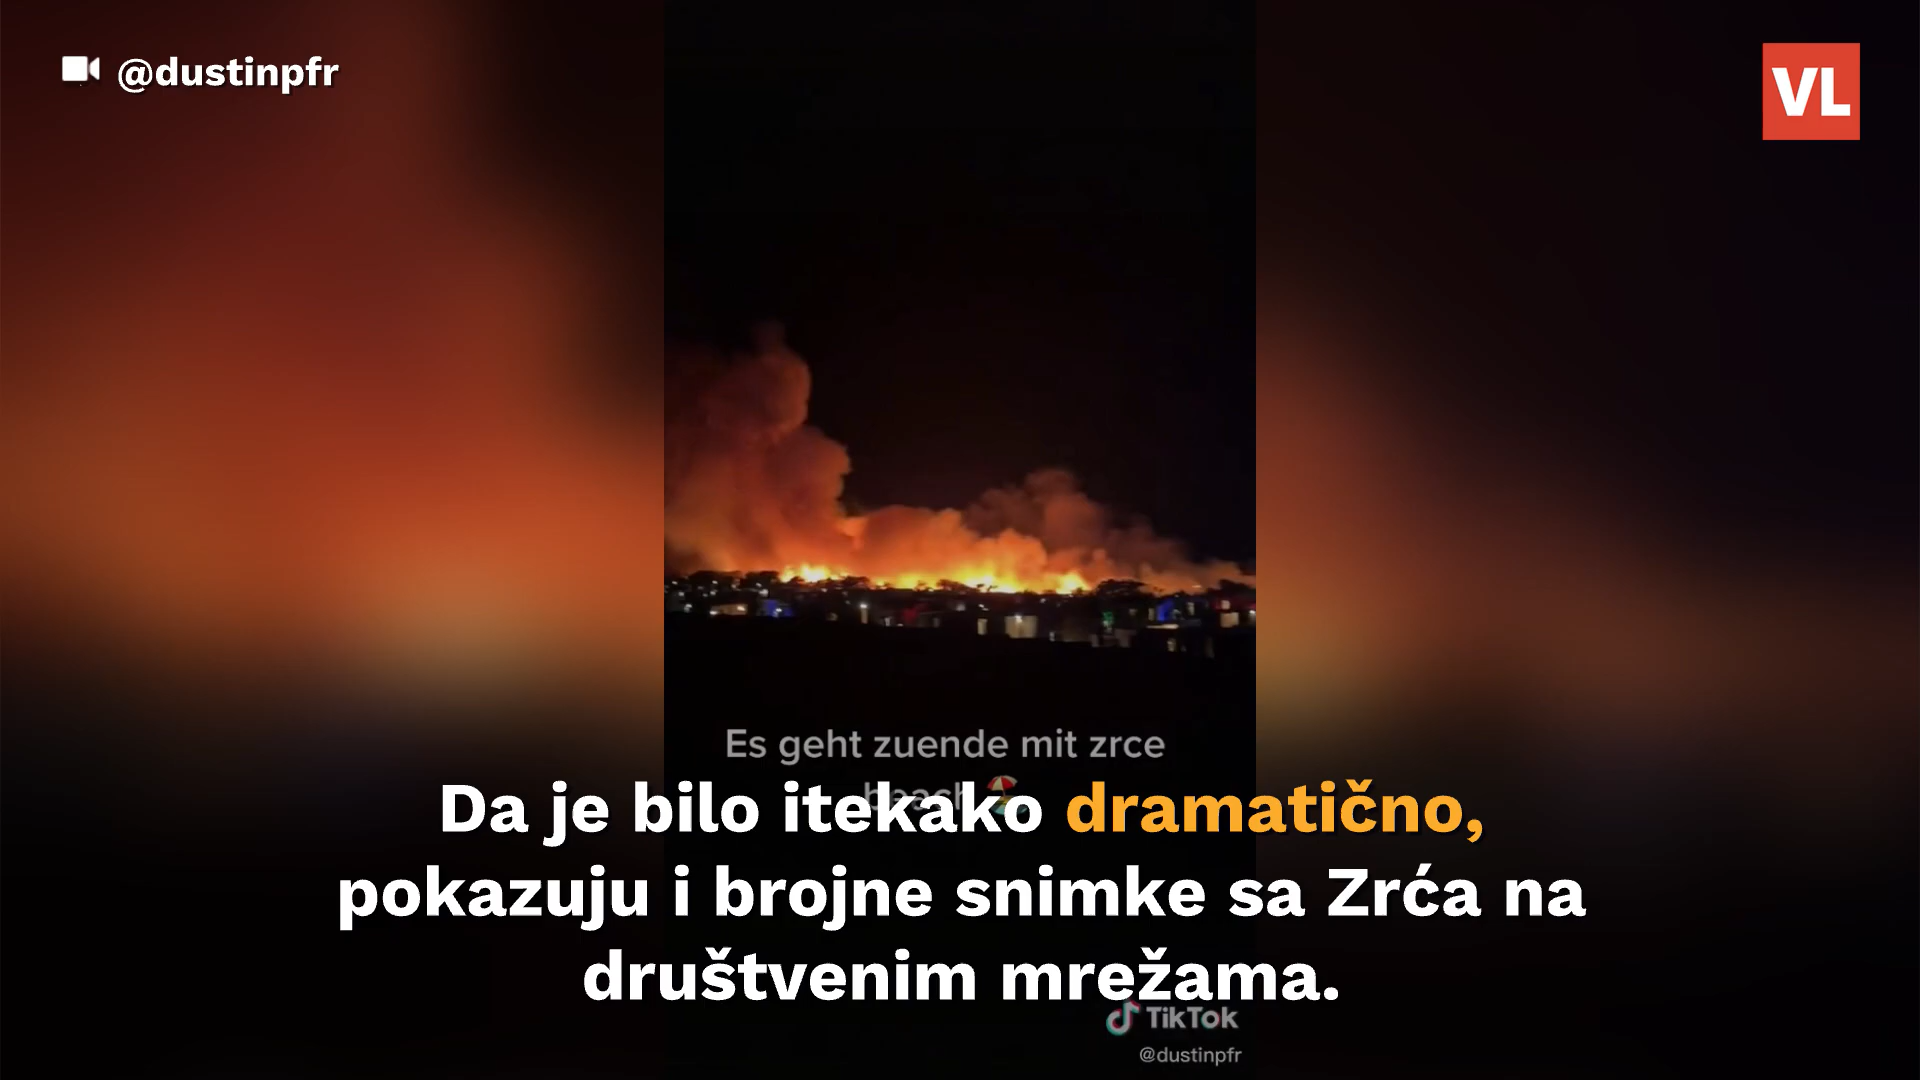 @dustinpfr
VL
Es geht zuende mit zrce
beach
Da je bilo itekako dramatično,
pokazuju i brojne snimke sa Zrća na
društvenim mrežama.
TikTok
@dustinpfr